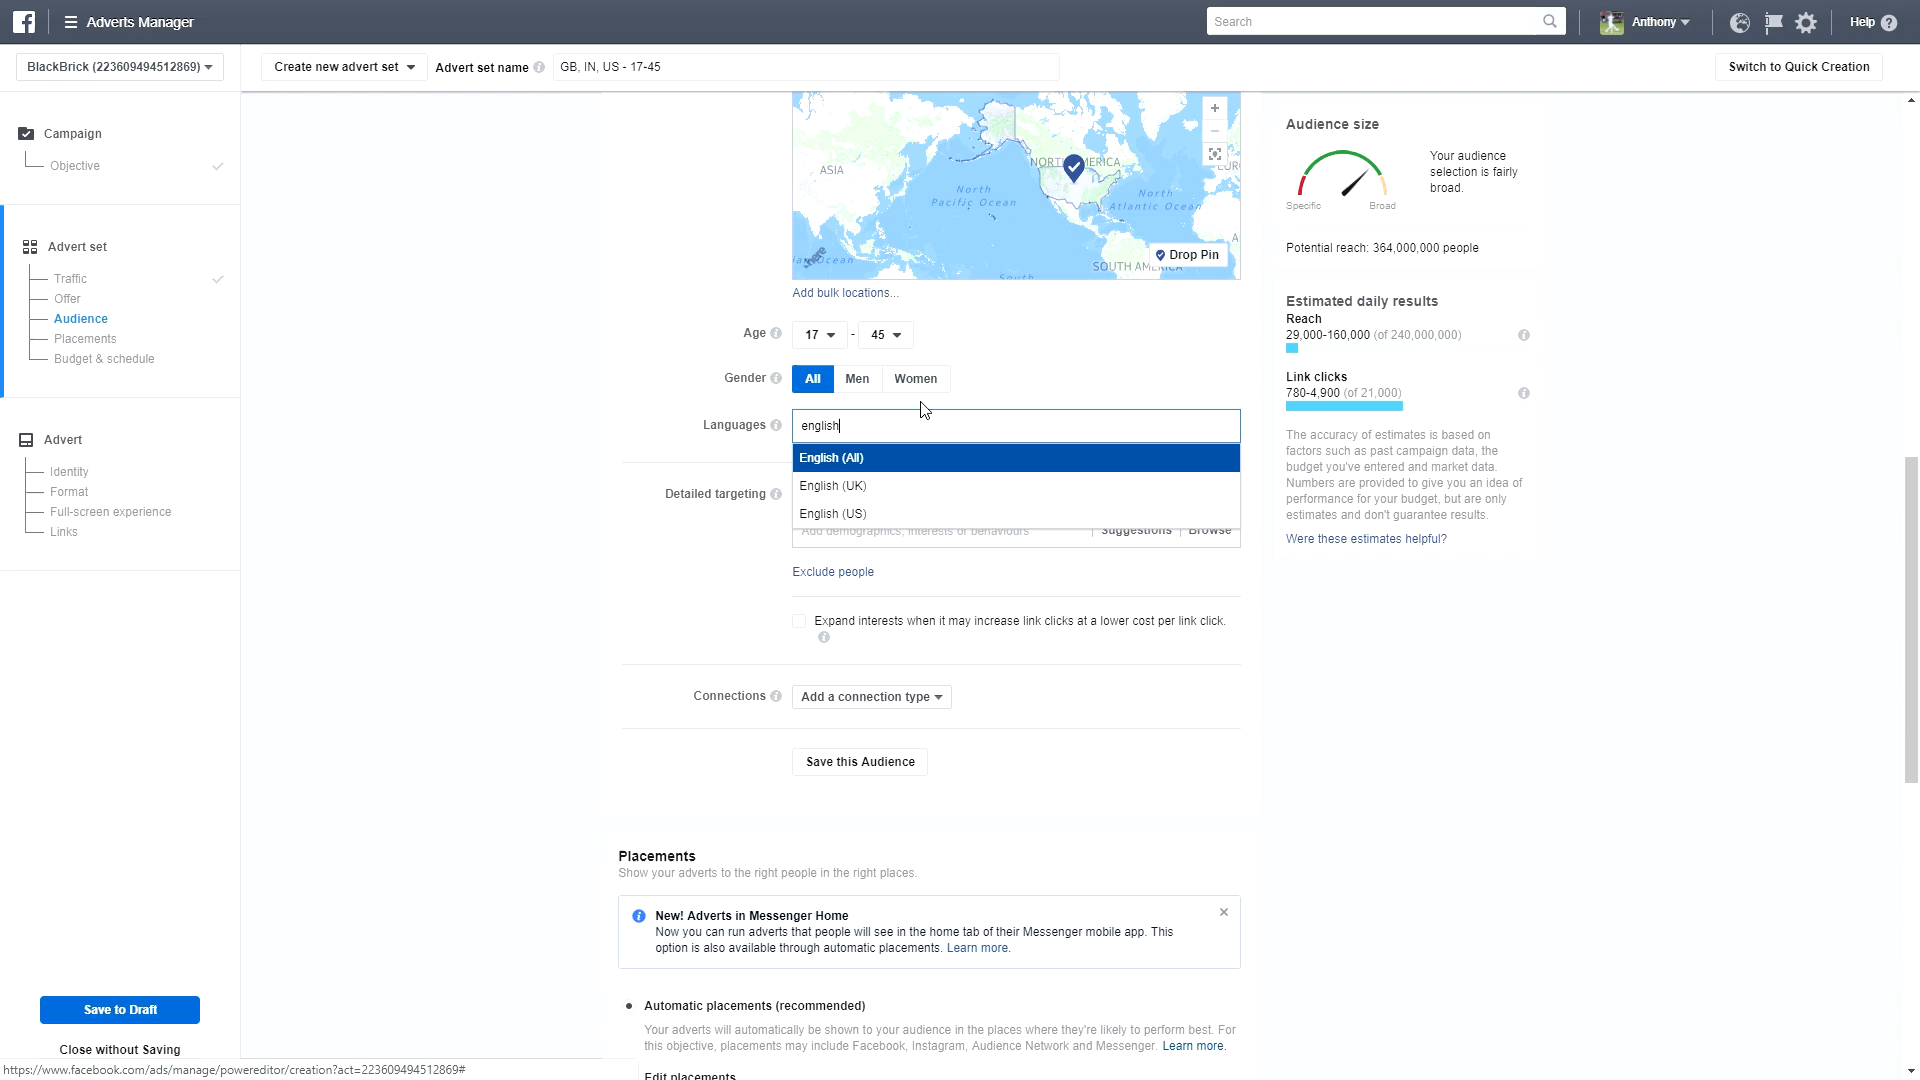 Adverts Manager
Search
Anthony
Help
BlackBrick (223609494512869)
Create new advert set
Advert set name
GB, IN, US - 17-45
Switch to Quick Creation
Campaign
Objective
Advert set
Traffic
Offer
Audience
Placements
Budget & schedule
Advert
Identity
Format
Full-screen experience
Links
Save to Draft
Close without Saving
ASIA
NORTH AMERICA
North
Pacific Ocean
North
Atlantic Ocean
SOUTH AMERICA
South
here
Drop Pin
Add bulk locations...
Age
17
-
45
Gender
All
Men
Women
Languages
english
English (All)
English (UK)
English (US)
Detailed targeting
Add demographics, interests or behaviours
Suggestions
Browse
Exclude people
Expand interests when it may increase link clicks at a lower cost per link click.
Connections
Add a connection type
Save this Audience
Placements
Show your adverts to the right people in the right places.
New! Adverts in Messenger Home
Now you can run adverts that people will see in the home tab of their Messenger mobile app. This
option is also available through automatic placements. Learn more.
Automatic placements (recommended)
Your adverts will automatically be shown to your audience in the places where they're likely to perform best. For
this objective, placements may include Facebook, Instagram, Audience Network and Messenger. Learn more.
Edit placements
Audience size
Your audience
selection is fairly
broad.
Specific
Broad
Potential reach: 364,000,000 people
Estimated daily results
Reach
29,000-160,000 (of 240,000,000)
Link clicks
780-4,900 (of 21,000)
The accuracy of estimates is based on
factors such as past campaign data, the
budget you've entered and market data.
Numbers are provided to give you an idea of
performance for your budget, but are only
estimates and don't guarantee results.
Were these estimates helpful?
https://www.facebook.com/ads/manage/powereditor/creation?act=223609494512869#